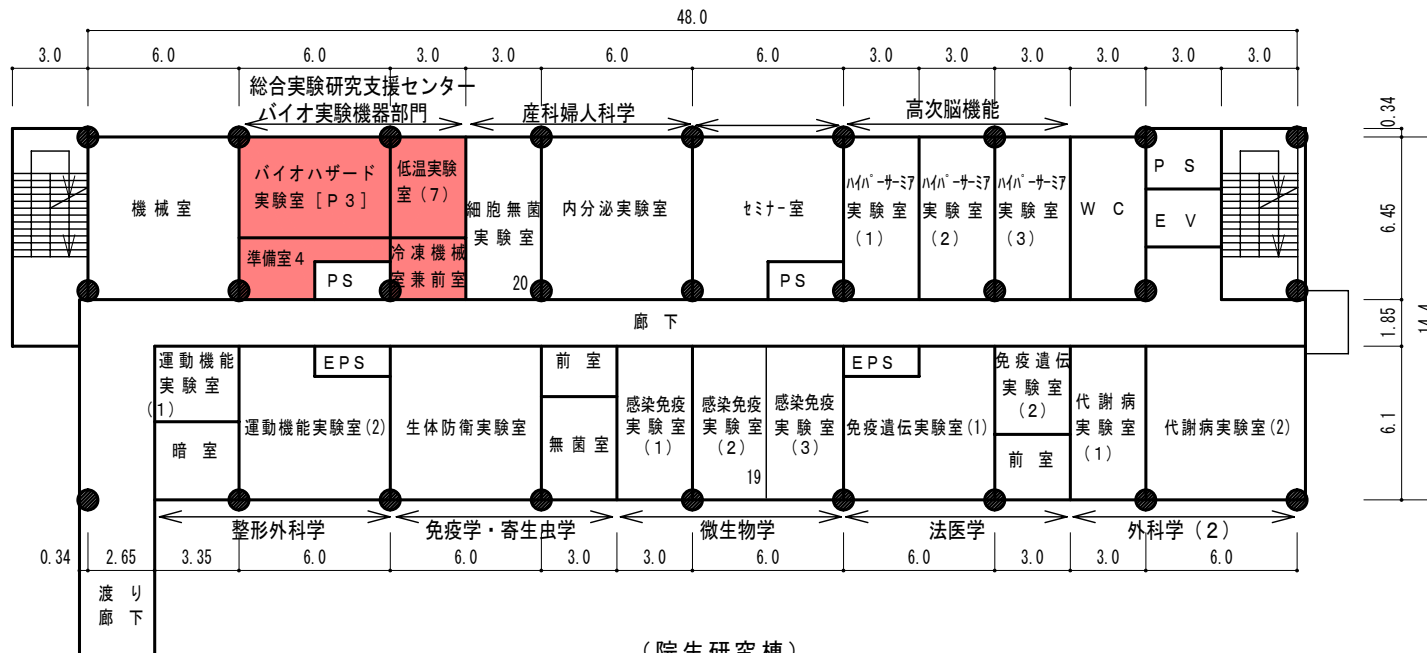 48.0
3.0 6.0 6.0 3.0 3.0 6.0 6.0 3.0 3.0 3.0 3.0 3.0 3.0
総合実験研究支援センター
バイオ実験機器部門
産科婦人科学
高次脳機能
0.34
機械室
バイオハザード
実験室[P3]
低温実験
室(7)
準備室4
PS
冷凍機械
室兼前室
細胞無菌
実験室
20
内分泌実験室
セミナー室
PS
ハイパーサーミア
実験室
(1)
ハイパーサーミア
実験室
(2)
ハイパーサーミア
実験室
(3)
WC
PS
EV
6.45
廊下
1.85
14.4
運動機能
実験室
(1)
暗室
EPS
運動機能実験室(2)
生体防衛実験室
前室
無菌室
感染免疫
実験室
(1)
感染免疫
実験室
(2)
19
感染免疫
実験室
(3)
EPS
免疫遺伝実験室(1)
免疫遺伝
実験室
(2)
前室
代謝病
実験室
(1)
代謝病実験室(2)
6.1
整形外科学
免疫学・寄生虫学
微生物学
法医学
外科学(2)
0.34 2.65 3.35 6.0 6.0 3.0 3.0 6.0 6.0 3.0 3.0 6.0
渡り
廊下
(院生研究棟)